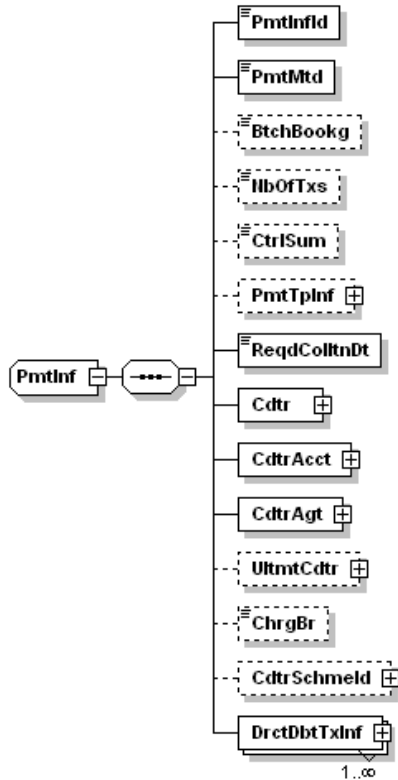 PmtInfId
PmtMtd
BtchBookg
NbOfTxs
CtrlSum
PmtTpInf
ReqdColltnDt
PmtInf
Cdtr
CdtrAcct
CdtrAgt
UltmtCdtr
ChrgBr
CdtrSchmeId
DrctDbtTxInf
1..∞